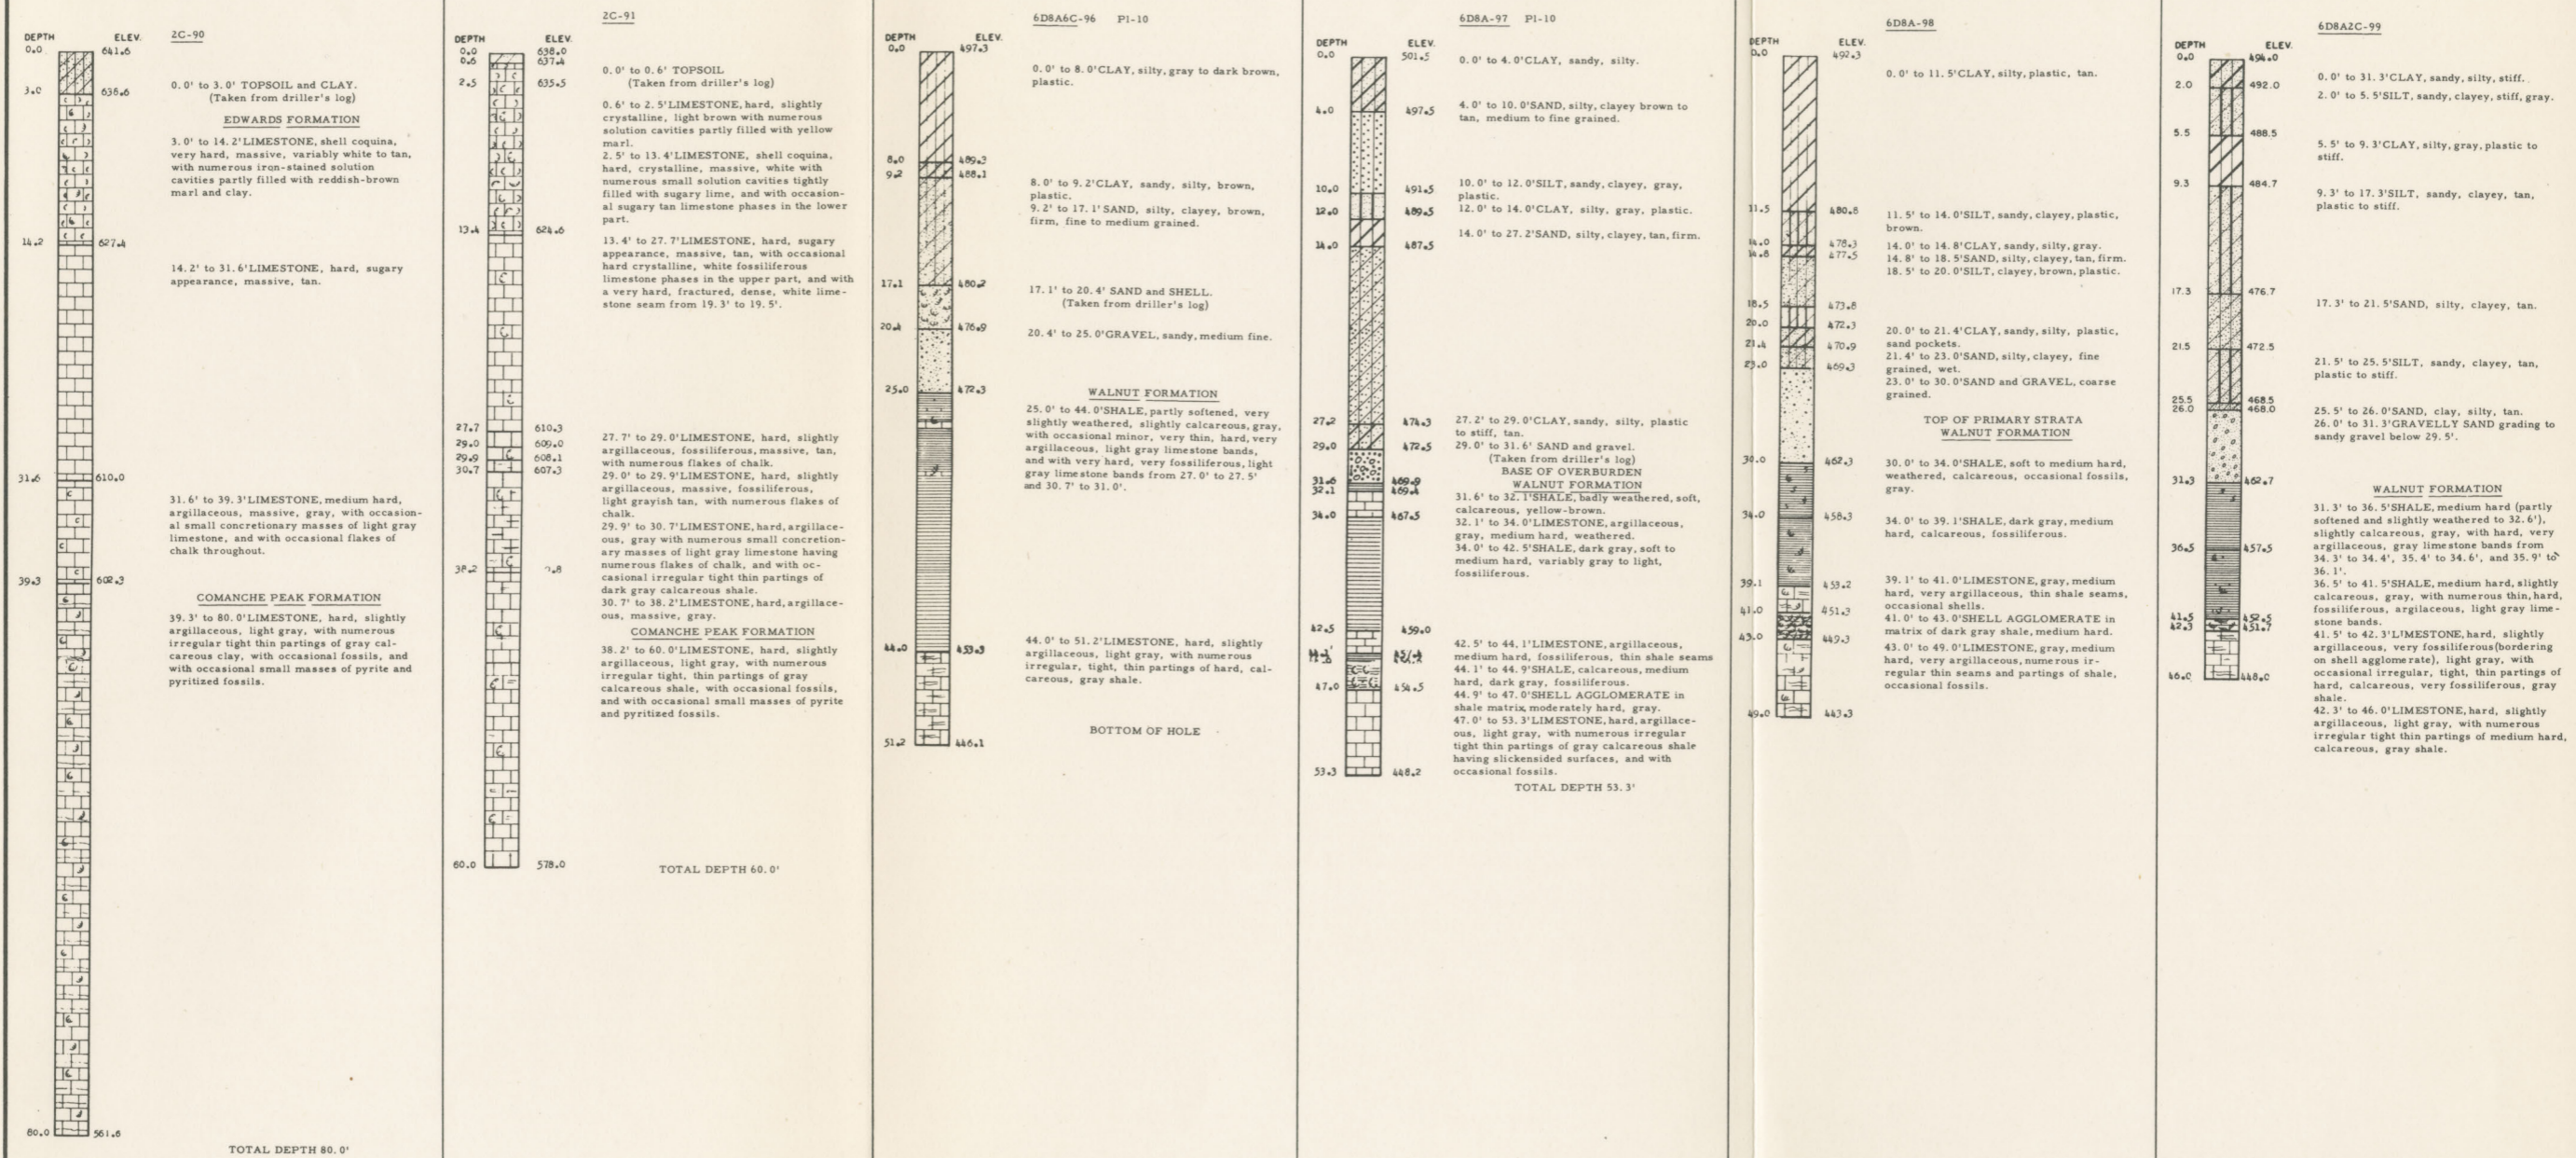 2C-90
DEPTH ELEV.
0.0 641.6
3.0 638.6
14.2 627.4
31.6 610.0
39.3 602.3
80.0 561.6
0.0' to 3.0' TOPSOIL and CLAY.
(Taken from driller's log)
EDWARDS FORMATION
3.0' to 14.2'LIMESTONE, shell coquina,
very hard, massive, variably white to tan,
with numerous iron-stained solution
cavities partly filled with reddish-brown
marl and clay.
14.2' to 31.6'LIMESTONE, hard, sugary
appearance, massive, tan.
31.6' to 39.3'LIMESTONE, medium hard,
argillaceous, massive, gray, with occasion-
al small concretionary masses of light gray
limestone, and with occasional flakes of
chalk throughout.
COMANCHE PEAK FORMATION
39.3' to 80.0'LIMESTONE, hard, slightly
argillaceous, light gray, with numerous
irregular tight thin partings of gray cal-
careous clay, with occasional fossils, and
with occasional small masses of pyrite and
pyritized fossils.
TOTAL DEPTH 80.0'
2C-91
DEPTH ELEV.
0.0 638.0
0.6 637.4
2.5 635.5
13.4 624.6
27.7 610.3
29.0 609.0
29.9 608.1
30.7 607.3
38.2
60.0 578.0
0.0' to 0.6' TOPSOIL
(Taken from driller's log)
0.6' to 2.5'LIMESTONE, hard, slightly
crystalline, light brown with numerous
solution cavities partly filled with yellow
marl.
2.5' to 13.4'LIMESTONE, shell coquina,
hard, crystalline, massive, white with
numerous small solution cavities tightly
filled with sugary lime, and with occasion-
al sugary tan limestone phases in the lower
part.
13.4' to 27.7'LIMESTONE, hard, sugary
appearance, massive, tan, with occasional
hard crystalline, white fossiliferous
limestone phases in the upper part, and with
a very hard, fractured, dense, white lime-
stone seam from 19.3' to 19.5'.
27.7' to 29.0'LIMESTONE, hard, slightly
argillaceous, fossiliferous, massive, tan,
with numerous flakes of chalk.
29.0' to 29.9'LIMESTONE, hard, slightly
argillaceous, massive, fossiliferous,
light grayish tan, with numerous flakes of
chalk.
29.9' to 30.7'LIMESTONE, hard, argillace-
ous, gray with numerous small concretion-
ary masses of light gray limestone having
numerous flakes of chalk, and with oc-
casional irregular tight thin partings of
dark gray calcareous shale.
30.7' to 38.2'LIMESTONE, hard, argillace-
ous, massive, gray.
COMANCHE PEAK FORMATION
38.2' to 60.0'LIMESTONE, hard, slightly
argillaceous, light gray, with numerous
irregular tight, thin partings of gray
calcareous shale, with occasional fossils,
and with occasional small masses of pyrite
and pyritized fossils.
TOTAL DEPTH 60.0'
6D8A6C-96 P1-10
DEPTH ELEV.
0.0 497.3
8.0 489.3
9.2 488.1
17.1 480.2
20.4 476.9
25.0 472.3
44.0 453.3
51.2 446.1
0.0' to 8.0'CLAY, silty, gray to dark brown,
plastic.
8.0' to 9.2'CLAY, sandy, silty, brown,
plastic.
9.2' to 17.1'SAND, silty, clayey, brown,
firm, fine to medium grained.
17.1' to 20.4' SAND and SHELL.
(Taken from driller's log)
20.4' to 25.0'GRAVEL, sandy, medium fine.
WALNUT FORMATION
25.0' to 44.0'SHALE, partly softened, very
slightly weathered, slightly calcareous, gray,
with occasional minor, very thin, hard, very
argillaceous, light gray limestone bands,
and with very hard, very fossiliferous, light
gray limestone bands from 27.0' to 27.5'
and 30.7' to 31.0'.
44.0' to 51.2'LIMESTONE, hard, slightly
argillaceous, light gray, with numerous
irregular, tight, thin partings of hard, cal-
careous, gray shale.
BOTTOM OF HOLE
6D8A-97 P1-10
DEPTH ELEV.
0.0 501.5
4.0 497.5
10.0 491.5
12.0 489.5
14.0 487.5
27.2 474.3
29.0 472.5
31.6 469.9
32.1 469.4
34.0 467.5
42.5 459.0
47.0 454.5
53.3 448.2
0.0' to 4.0'CLAY, sandy, silty.
4.0' to 10.0'SAND, silty, clayey brown to
tan, medium to fine grained.
10.0' to 12.0'SILT, sandy, clayey, gray,
plastic.
12.0' to 14.0'CLAY, silty, gray, plastic.
14.0' to 27.2'SAND, silty, clayey, tan, firm.
27.2' to 29.0'CLAY, sandy, silty, plastic
to stiff, tan.
29.0' to 31.6' SAND and gravel.
(Taken from driller's log)
BASE OF OVERBURDEN
WALNUT FORMATION
31.6' to 32.1'SHALE, badly weathered, soft,
calcareous, yellow-brown.
32.1' to 34.0'LIMESTONE, argillaceous,
gray, medium hard, weathered.
34.0' to 42.5'SHALE, dark gray, soft to
medium hard, variably gray to light,
fossiliferous.
42.5' to 44.1'LIMESTONE, argillaceous,
medium hard, fossiliferous, thin shale seams
44.1' to 44.9'SHALE, calcareous, medium
hard, dark gray, fossiliferous.
44.9' to 47.0'SHELL AGGLOMERATE in
shale matrix, moderately hard, gray.
47.0' to 53.3'LIMESTONE, hard, argillace-
ous, light gray, with numerous irregular
tight thin partings of gray calcareous shale
having slickensided surfaces, and with
occasional fossils.
TOTAL DEPTH 53.3'
6D8A-98
DEPTH ELEV.
0.0 492.3
11.5 480.8
14.0 478.3
14.8 477.5
18.5 473.8
20.0 472.3
21.4 470.9
23.0 469.3
30.0 462.3
34.0 458.3
39.1 453.2
41.0 451.3
43.0 449.3
49.0 443.3
0.0' to 11.5'CLAY, silty, plastic, tan.
11.5' to 14.0'SILT, sandy, clayey, plastic,
brown.
14.0' to 14.8'CLAY, sandy, silty, gray.
14.8' to 18.5'SAND, silty, clayey, tan, firm.
18.5' to 20.0'SILT, clayey, brown, plastic.
20.0' to 21.4'CLAY, sandy, silty, plastic,
sand pockets.
21.4' to 23.0'SAND, silty, clayey, fine
grained, wet.
23.0' to 30.0'SAND and GRAVEL, coarse
grained.
TOP OF PRIMARY STRATA
WALNUT FORMATION
30.0' to 34.0'SHALE, soft to medium hard,
weathered, calcareous, occasional fossils,
gray.
34.0' to 39.1'SHALE, dark gray, medium
hard, calcareous, fossiliferous.
39.1' to 41.0'LIMESTONE, gray, medium
hard, very argillaceous, thin shale seams,
occasional shells.
41.0' to 43.0'SHELL AGGLOMERATE in
matrix of dark gray shale, medium hard.
43.0' to 49.0'LIMESTONE, gray, medium
hard, very argillaceous, numerous ir-
regular thin seams and partings of shale,
occasional fossils.
6D8A2C-99
DEPTH ELEV.
0.0 494.0
2.0 492.0
5.5 488.5
9.3 484.7
17.3 476.7
21.5 472.5
25.5 468.5
26.0 468.0
31.3 462.7
36.5 457.5
41.5 452.5
42.3 451.7
46.0 448.0
0.0' to 31.3'CLAY, sandy, silty, stiff.
2.0' to 5.5'SILT, sandy, clayey, stiff, gray.
5.5' to 9.3'CLAY, silty, gray, plastic to
stiff.
9.3' to 17.3'SILT, sandy, clayey, tan,
plastic to stiff.
17.3' to 21.5'SAND, silty, clayey, tan.
21.5' to 25.5'SILT, sandy, clayey, tan,
plastic to stiff.
25.5' to 26.0'SAND, clay, silty, tan.
26.0' to 31.3'GRAVELLY SAND grading to
sandy gravel below 29.5'.
WALNUT FORMATION
31.3' to 36.5'SHALE, medium hard (partly
softened and slightly weathered to 32.6'),
slightly calcareous, gray, with hard, very
argillaceous, gray limestone bands from
34.3' to 34.4', 35.4' to 34.6', and 35.9' to
36.1'.
36.5' to 41.5'SHALE, medium hard, slightly
calcareous, gray, with numerous thin, hard,
fossiliferous, argilaceous, light gray lime-
stone bands.
41.5' to 42.3'LIMESTONE, hard, slightly
argillaceous, very fossiliferous(bordering
on shell agglomerate), light gray, with
occasional irregular, tight, thin partings of
hard, calcareous, very fossiliferous, gray
shale.
42.3' to 46.0'LIMESTONE, hard, slightly
argillaceous, light gray, with numerous
irregular tight thin partings of medium hard,
calcareous, gray shale.